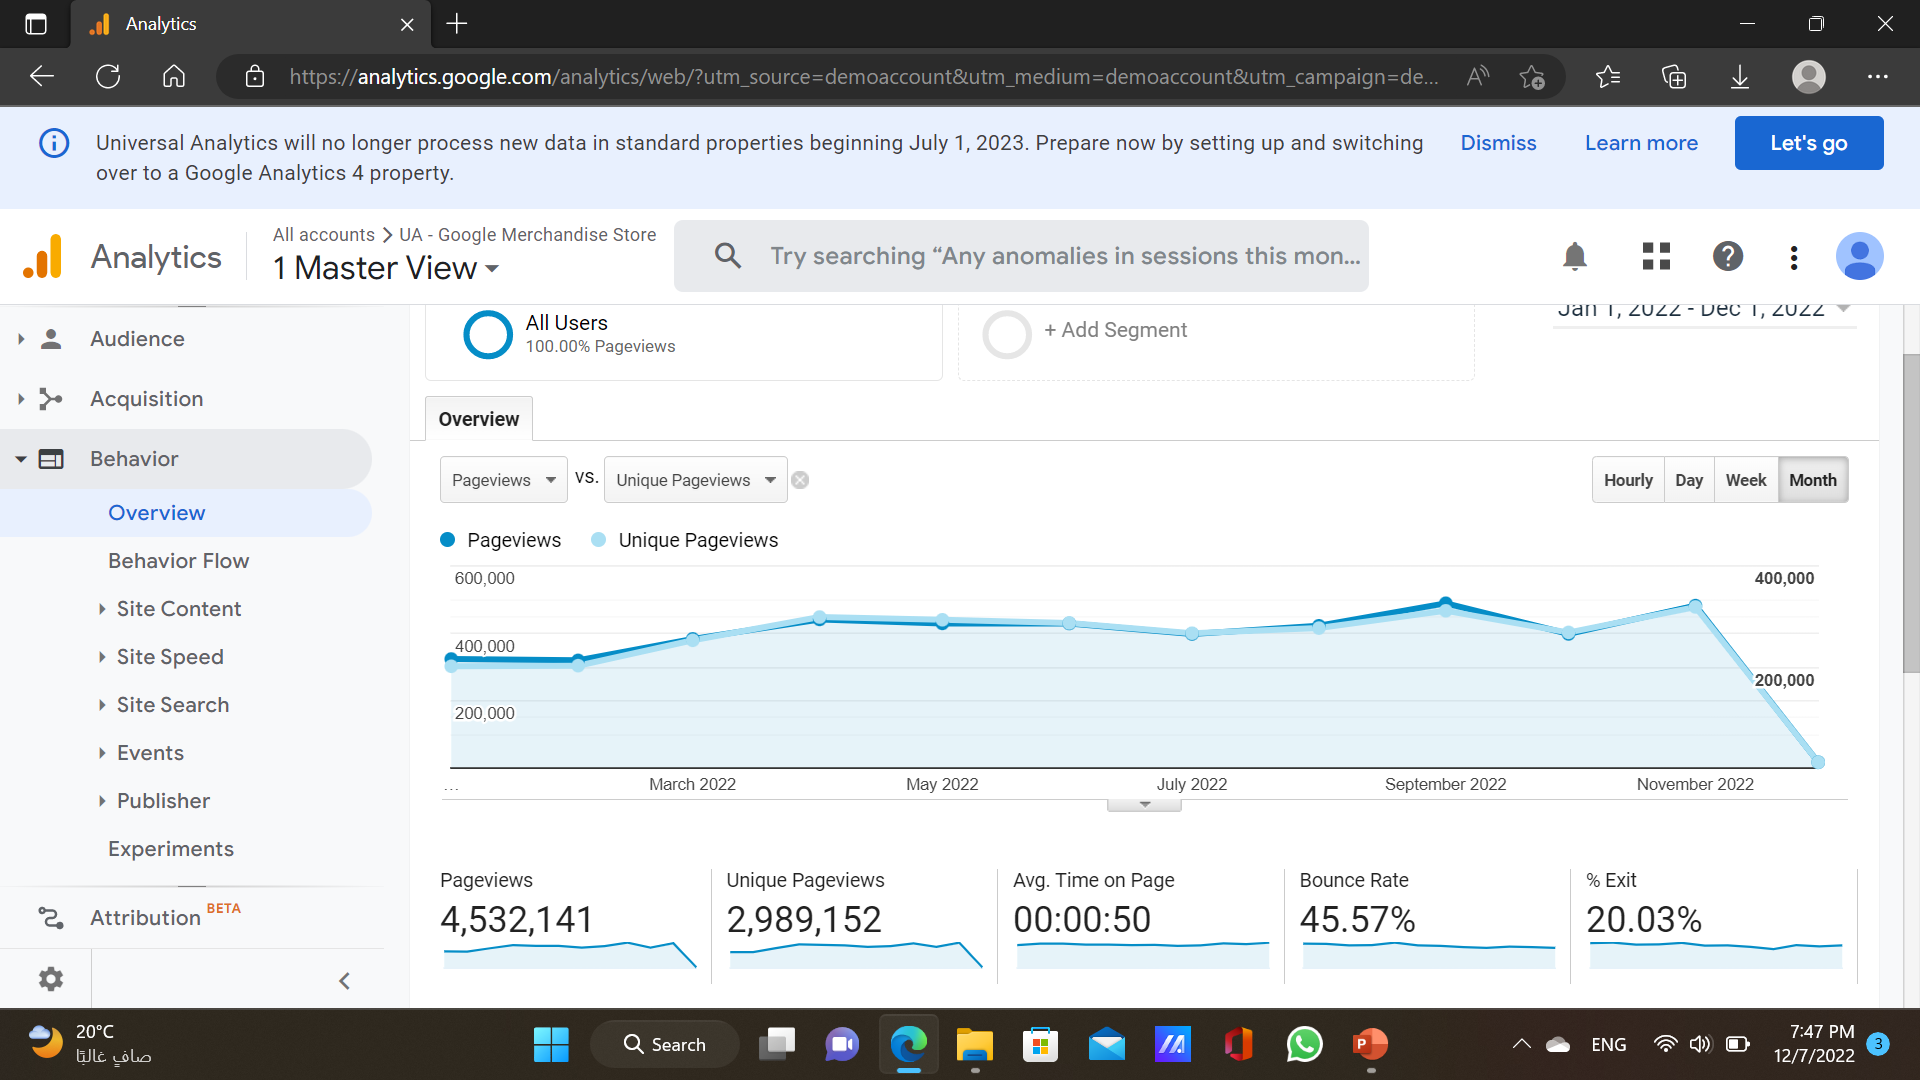 Analytics
https://analytics.google.com/analytics/web/?utm_source=demoaccount&utm_medium=demoaccount&utm_campaign=de...
Universal Analytics will no longer process new data in standard properties beginning July 1, 2023. Prepare now by setting up and switching
over to a Google Analytics 4 property.
Dismiss
Learn more
Let's go
Analytics
All accounts > UA - Google Merchandise Store
1 Master View
Try searching “Any anomalies in sessions this mon...
Audience
Acquisition
Behavior
Overview
Behavior Flow
Site Content
Site Speed
Site Search
Events
Publisher
Experiments
Attribution BETA
All Users
100.00% Pageviews
+ Add Segment
Jan 1, 2022 - Dec 1, 2022
Overview
Pageviews
VS.
Unique Pageviews
Hourly
Day
Week
Month
Pageviews
Unique Pageviews
600,000
400,000
400,000
200,000
200,000
...
March 2022
May 2022
July 2022
September 2022
November 2022
Pageviews
4,532,141
Unique Pageviews
2,989,152
Avg. Time on Page
00:00:50
Bounce Rate
45.57%
% Exit
20.03%
20°C
صافٍ غالبًا
Search
ENG
7:47 PM
12/7/2022
3